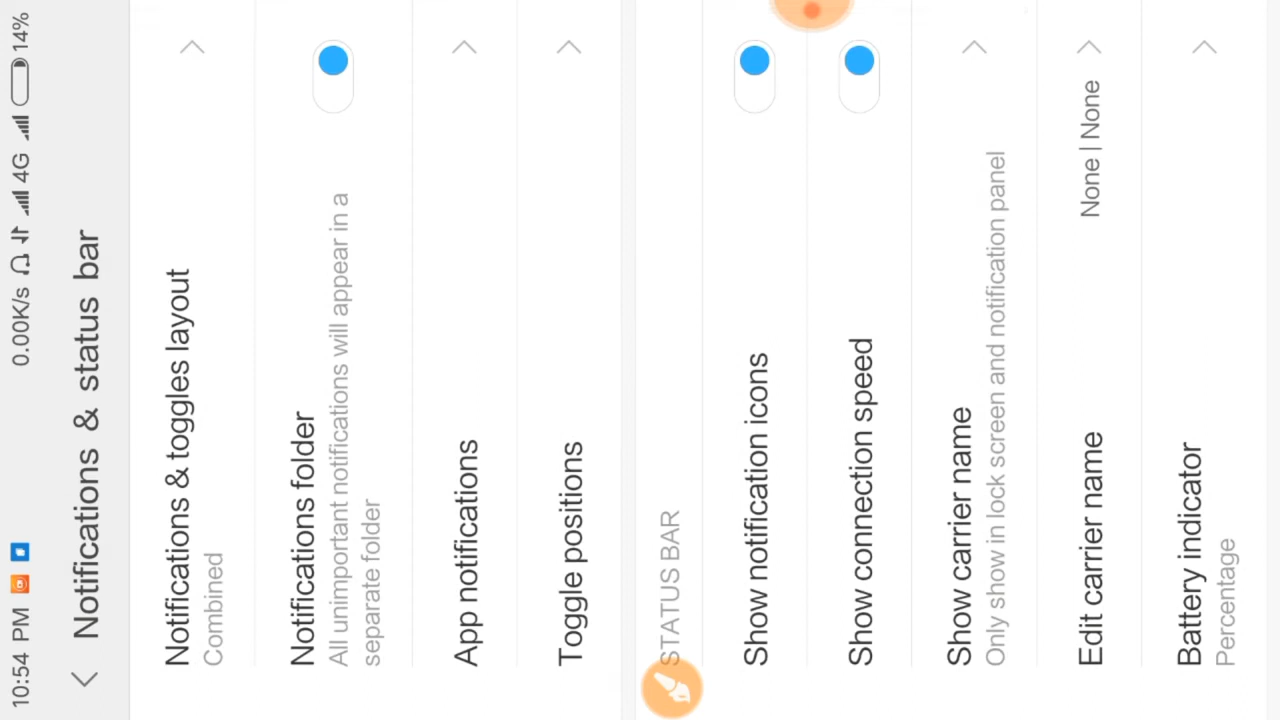 10:54 PM 0.00K/s 4G 14%
Notifications & status bar
Notifications & toggles layout
Combined
Notifications folder
All unimportant notifications will appear in a
separate folder
App notifications
Toggle positions
STATUS BAR
Show notification icons
Show connection speed
Show carrier name
Only show in lock screen and notification panel
Edit carrier name None | None
Battery indicator
Percentage